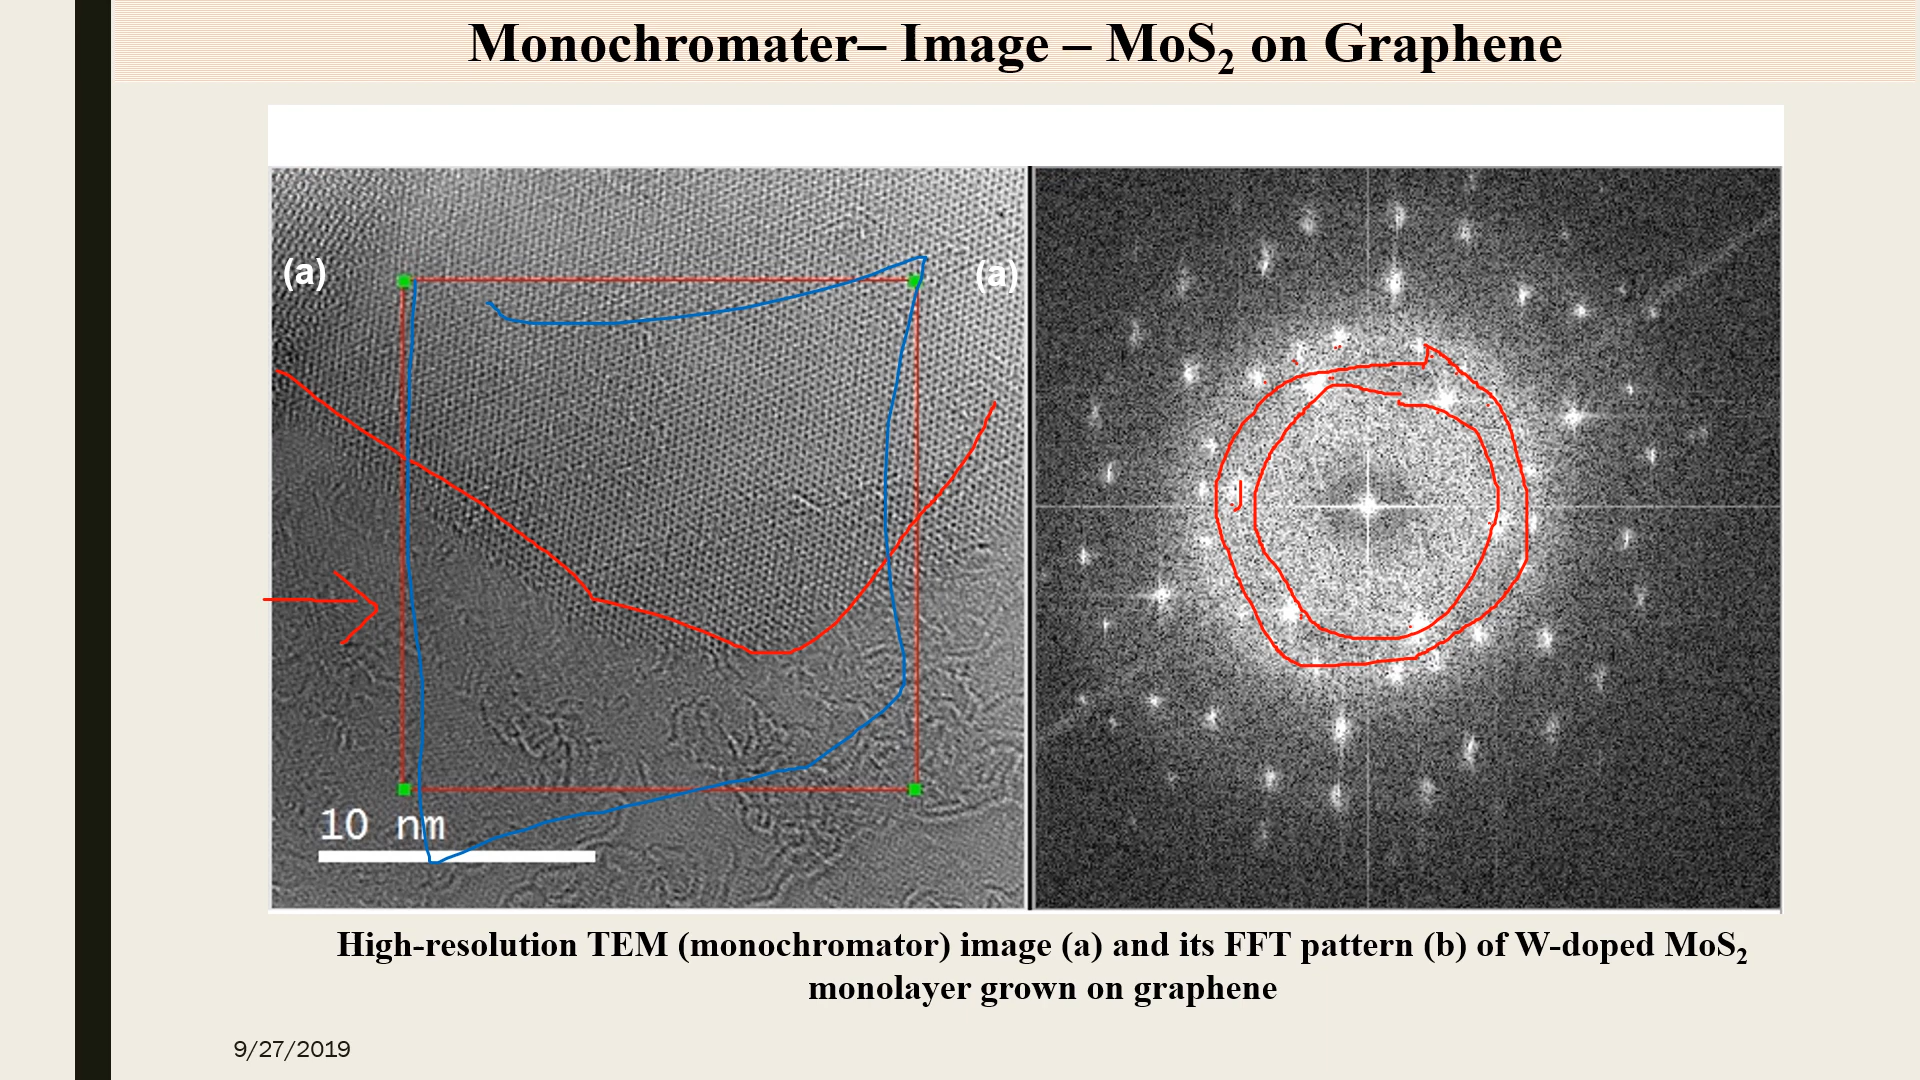 Monochromater– Image – MoS₂ on Graphene
(a)
(a)
10 nm
High-resolution TEM (monochromator) image (a) and its FFT pattern (b) of W-doped MoS₂
monolayer grown on graphene
9/27/2019